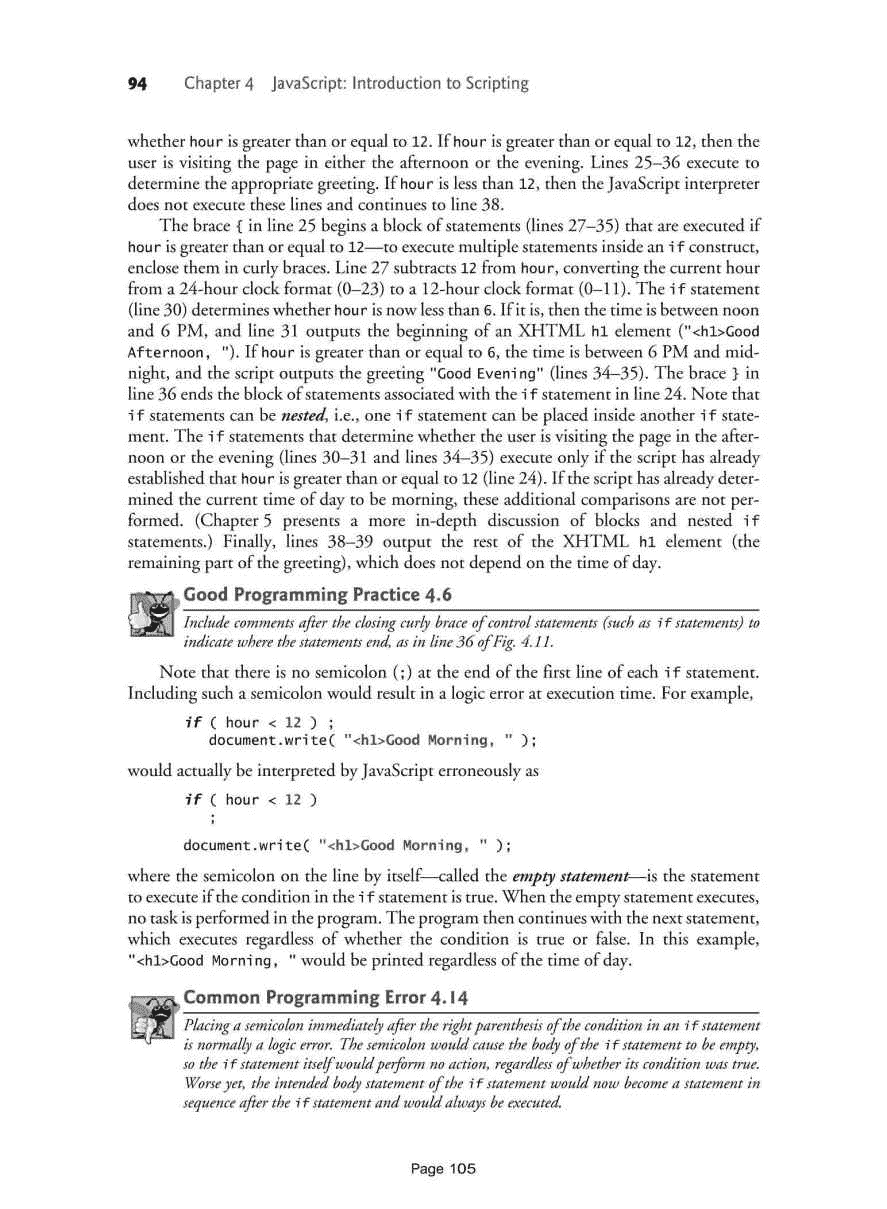 94 Chapter 4 JavaScript: Introduction to Scripting
whether hour is greater than or equal to 12. If hour is greater than or equal to 12, then the
user is visiting the page in either the afternoon or the evening. Lines 25–36 execute to
determine the appropriate greeting. If hour is less than 12, then the JavaScript interpreter
does not execute these lines and continues to line 38.
The brace { in line 25 begins a block of statements (lines 27–35) that are executed if
hour is greater than or equal to 12—to execute multiple statements inside an if construct,
enclose them in curly braces. Line 27 subtracts 12 from hour, converting the current hour
from a 24-hour clock format (0–23) to a 12-hour clock format (0–11). The if statement
(line 30) determines whether hour is now less than 6. If it is, then the time is between noon
and 6 PM, and line 31 outputs the beginning of an XHTML h1 element ("<h1>Good
Afternoon, "). If hour is greater than or equal to 6, the time is between 6 PM and mid-
night, and the script outputs the greeting "Good Evening" (lines 34–35). The brace } in
line 36 ends the block of statements associated with the if statement in line 24. Note that
if statements can be nested, i.e., one if statement can be placed inside another if state-
ment. The if statements that determine whether the user is visiting the page in the after-
noon or the evening (lines 30–31 and lines 34–35) execute only if the script has already
established that hour is greater than or equal to 12 (line 24). If the script has already deter-
mined the current time of day to be morning, these additional comparisons are not per-
formed. (Chapter 5 presents a more in-depth discussion of blocks and nested if
statements.) Finally, lines 38–39 output the rest of the XHTML h1 element (the
remaining part of the greeting), which does not depend on the time of day.
Good Programming Practice 4.6
Include comments after the closing curly brace of control statements (such as if statements) to
indicate where the statements end, as in line 36 of Fig. 4.11.
Note that there is no semicolon (;) at the end of the first line of each if statement.
Including such a semicolon would result in a logic error at execution time. For example,
if ( hour < 12 ) ;
document.write( "<h1>Good Morning, " );
would actually be interpreted by JavaScript erroneously as
if ( hour < 12 )
;
document.write( "<h1>Good Morning, " );
where the semicolon on the line by itself—called the empty statement—is the statement
to execute if the condition in the if statement is true. When the empty statement executes,
no task is performed in the program. The program then continues with the next statement,
which executes regardless of whether the condition is true or false. In this example,
"<h1>Good Morning, " would be printed regardless of the time of day.
Common Programming Error 4.14
Placing a semicolon immediately after the right parenthesis of the condition in an if statement
is normally a logic error. The semicolon would cause the body of the if statement to be empty,
so the if statement itself would perform no action, regardless of whether its condition was true.
Worse yet, the intended body statement of the if statement would now become a statement in
sequence after the if statement and would always be executed.
Page 105